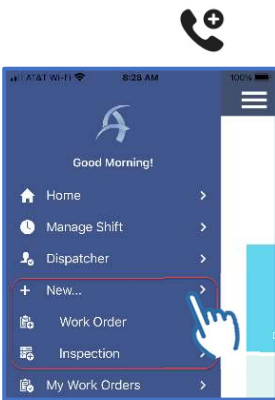 AT&T Wi-Fi 8:28 AM 100%
Good Morning!
Home
Manage Shift
Dispatcher
+ New...
Work Order
Inspection
My Work Orders